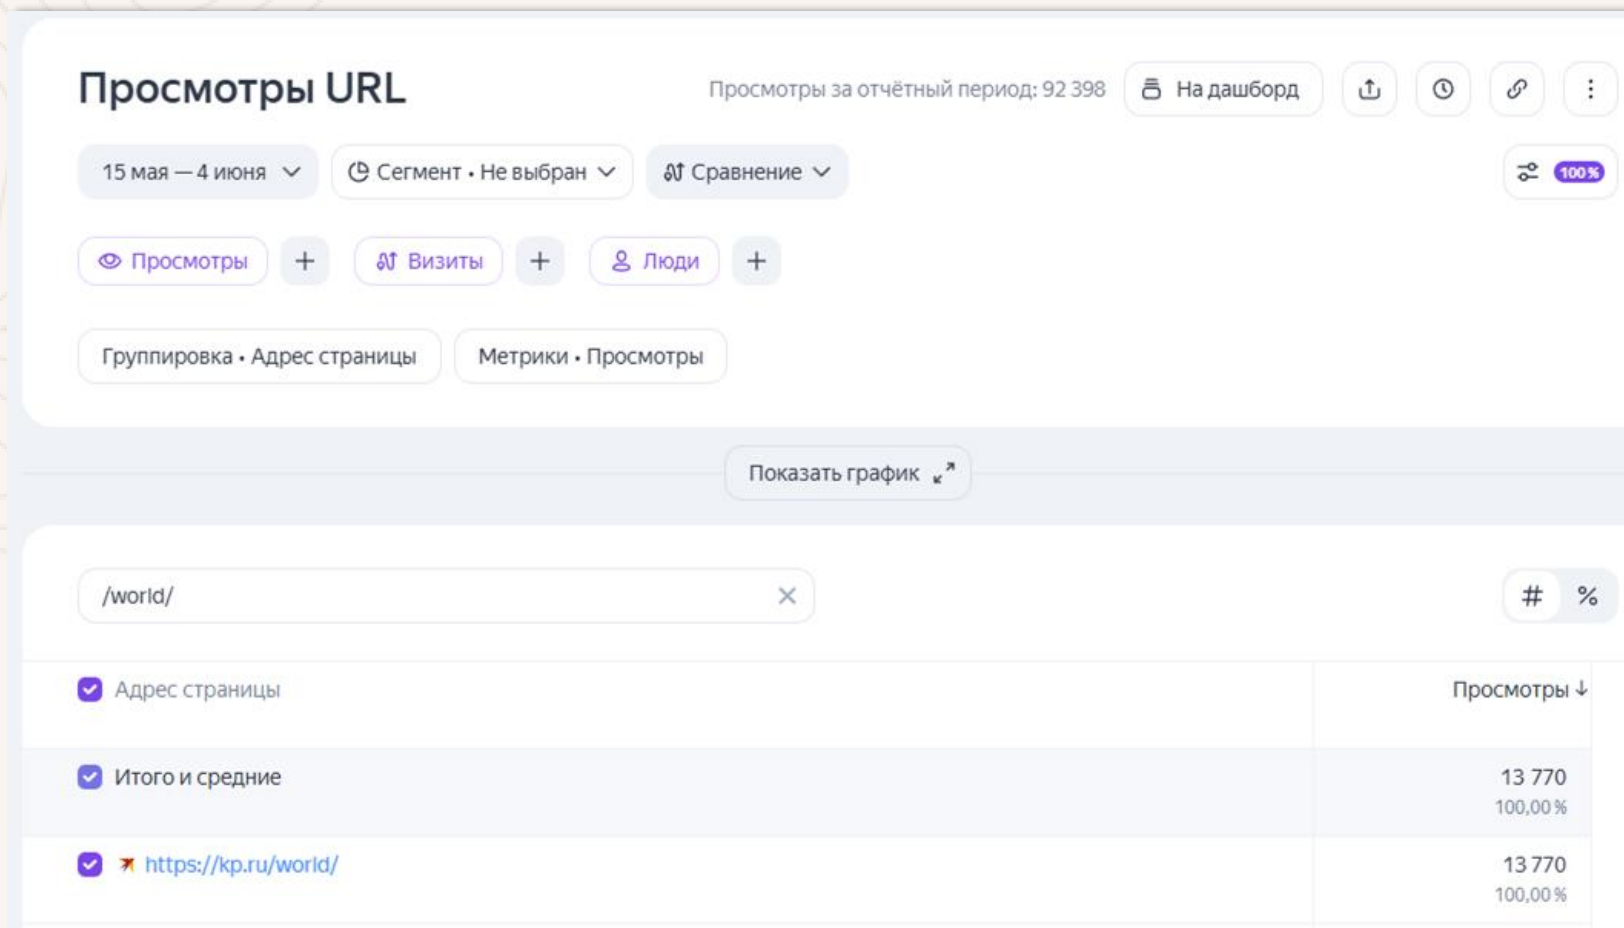 Просмотры URL
Просмотры за отчётный период: 92 398
На дашборд
15 мая — 4 июня
Сегмент • Не выбран
Сравнение
100 %
Просмотры
+
Визиты
+
Люди
+
Группировка • Адрес страницы
Метрики • Просмотры
Показать график
/world/
# %
Адрес страницы
Просмотры ↓
Итого и средние
13 770
100,00 %
https://kp.ru/world/
13 770
100,00 %